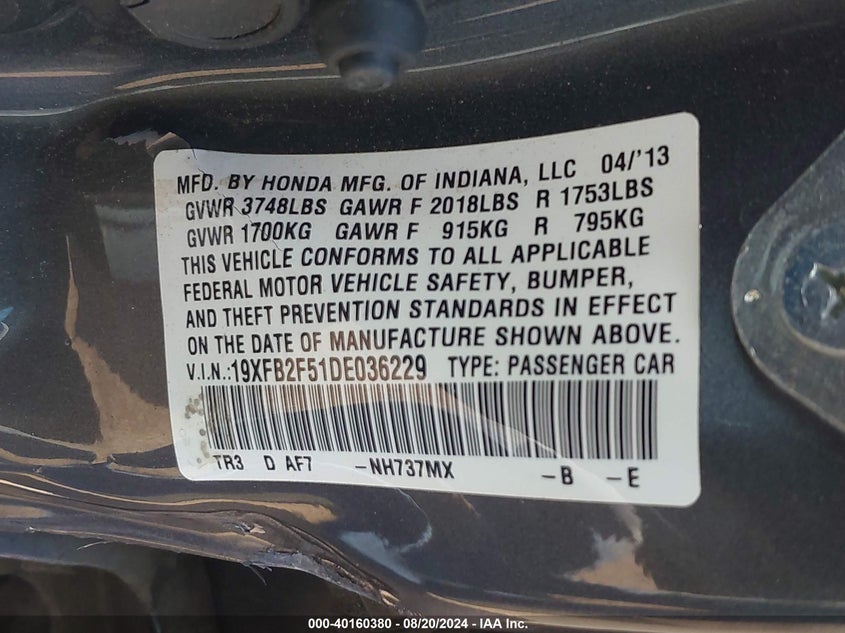 MFD. BY HONDA MFG. OF INDIANA, LLC 04/'13
GVWR 3748LBS GAWR F 2018LBS R 1753LBS
GVWR 1700KG GAWR F 915KG R 795KG
THIS VEHICLE CONFORMS TO ALL APPLICABLE
FEDERAL MOTOR VEHICLE SAFETY, BUMPER,
AND THEFT PREVENTION STANDARDS IN EFFECT
ON THE DATE OF MANUFACTURE SHOWN ABOVE.
V.I.N.:19XFB2F51DE036229 TYPE: PASSENGER CAR
TR3 D AF7 -NH737MX -B -E
000-40160380 - 08/20/2024 - IAA Inc.